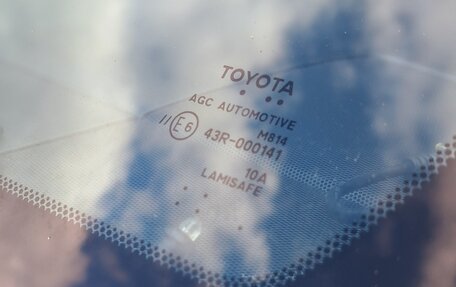 TOYOTA
AGC AUTOMOTIVE
M814
// E6 43R-000141
10A
LAMISAFE